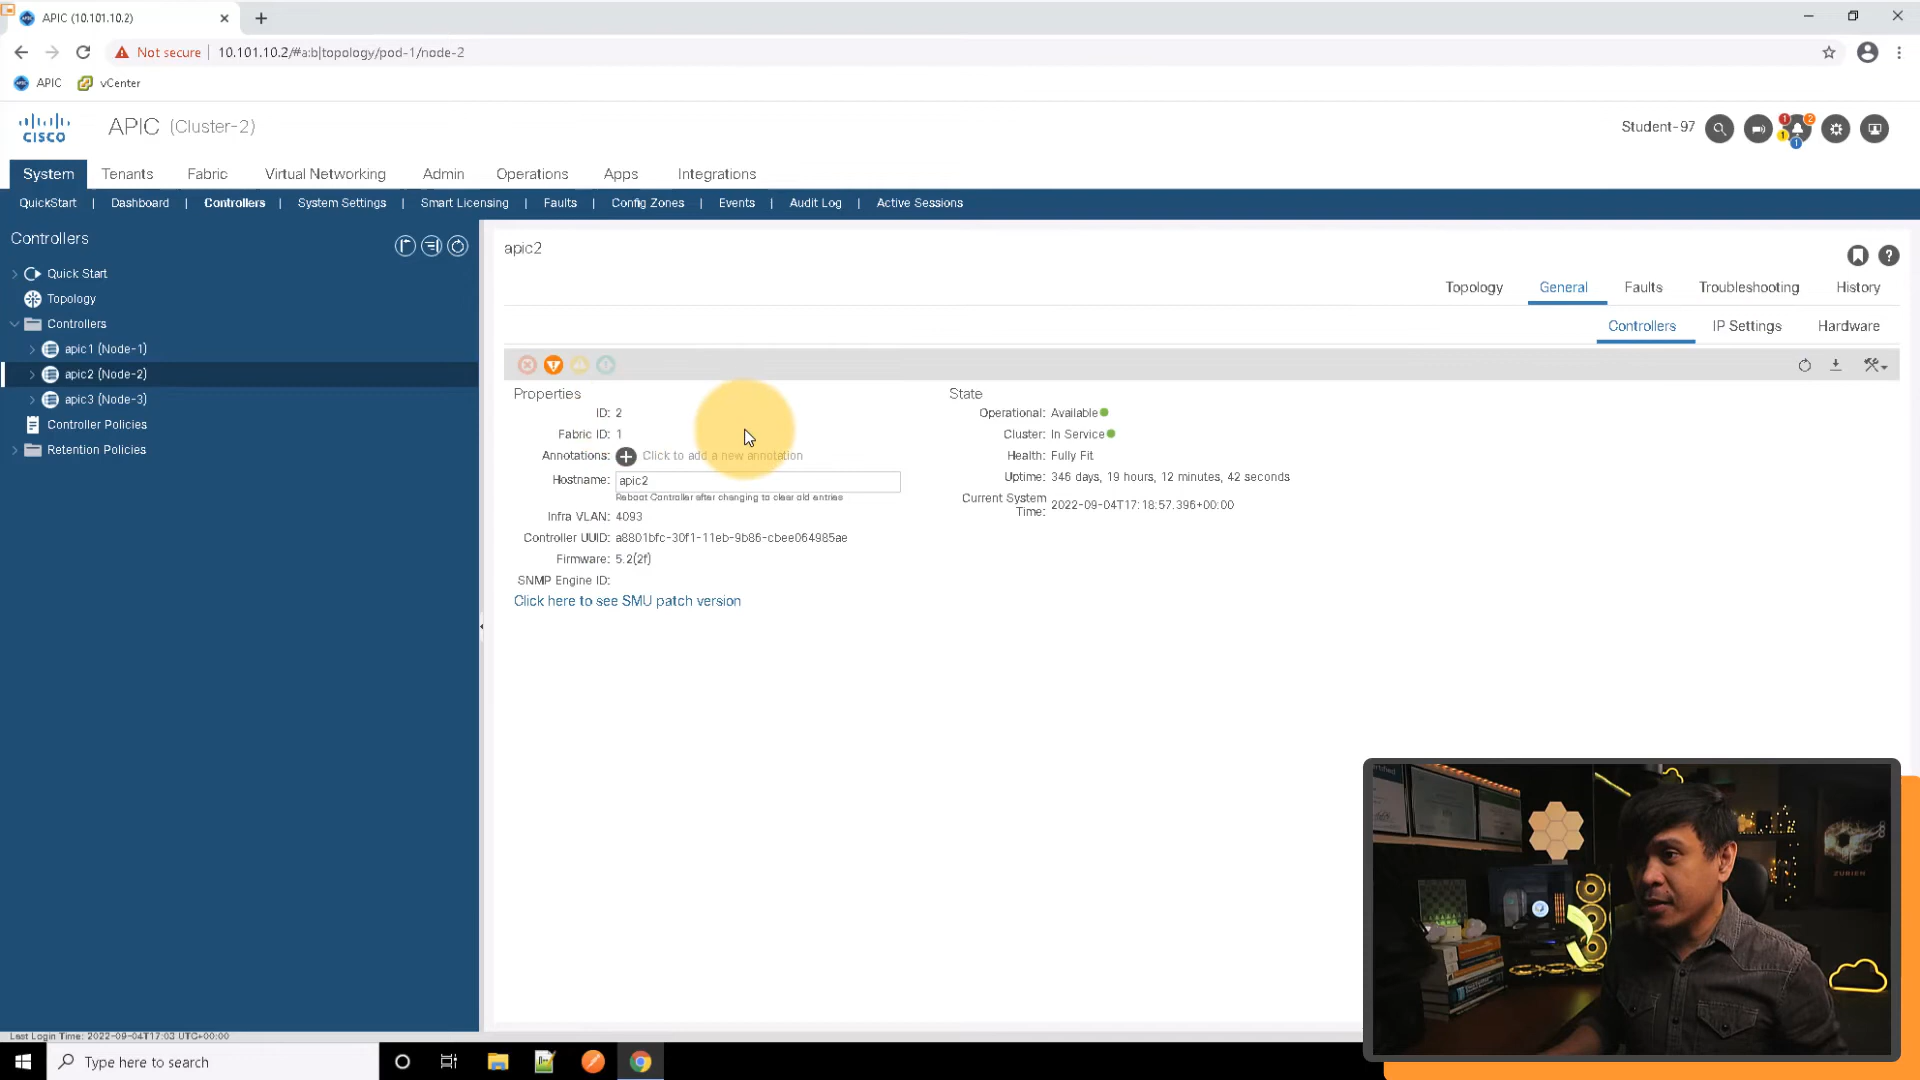 APIC (10.101.10.2)
Not secure | 10.101.10.2/#a:b|topology/pod-1/node-2
APIC vCenter
CISCO APIC (Cluster-2) Student-97 1 2 1 1
System Tenants Fabric Virtual Networking Admin Operations Apps Integrations
QuickStart | Dashboard | Controllers | System Settings | Smart Licensing | Faults | Config Zones | Events | Audit Log | Active Sessions
Controllers
Quick Start
Topology
Controllers
apic1 (Node-1)
apic2 (Node-2)
apic3 (Node-3)
Controller Policies
Retention Policies
apic2
Topology General Faults Troubleshooting History
Controllers IP Settings Hardware
Properties
ID: 2
Fabric ID: 1
Annotations: Click to add a new annotation
Hostname: apic2
Reboot Controller after changing to clear old entries
Infra VLAN: 4093
Controller UUID: a8801bfc-30f1-11eb-9b86-cbee064985ae
Firmware: 5.2(2f)
SNMP Engine ID:
Click here to see SMU patch version
State
Operational: Available
Cluster: In Service
Health: Fully Fit
Uptime: 346 days, 19 hours, 12 minutes, 42 seconds
Current System Time: 2022-09-04T17:18:57.396+00:00
ZUBIEN
Last Login Time: 2022-09-04T17:03 UTC+00:00
Type here to search